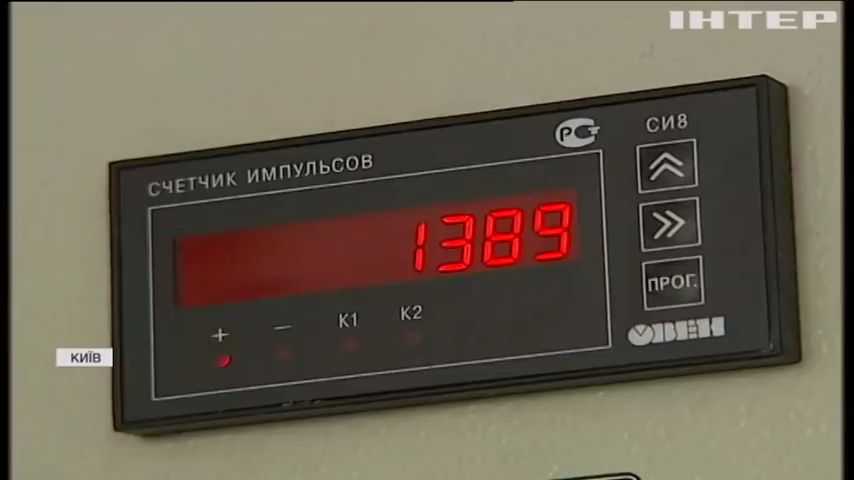 ІНТЕР
СИ8
СЧЕТЧИК ИМПУЛЬСОВ
1389
ПРОГ.
+ — К1 К2
ОВЕН
КИЇВ